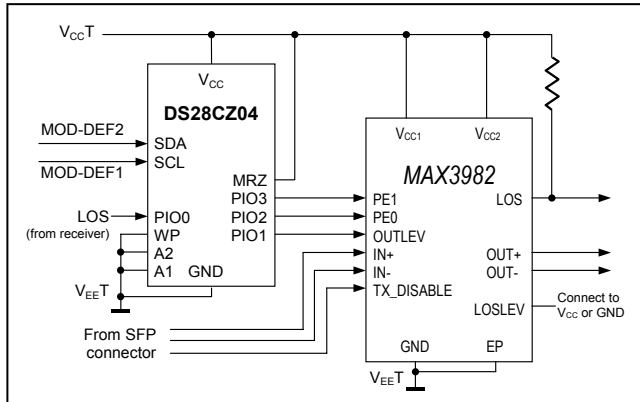 VCCT
VCC
DS28CZ04
MOD-DEF2
SDA
MOD-DEF1
SCL
MRZ
PIO3
LOS
(from receiver)
PIO0
PIO2
WP
PIO1
A2
A1
GND
VEET
From SFP
connector
VCC1
VCC2
MAX3982
PE1
LOS
PE0
OUTLEV
IN+
OUT+
IN-
OUT-
TX_DISABLE
LOSLEV
Connect to
VCC or GND
GND
EP
VEET